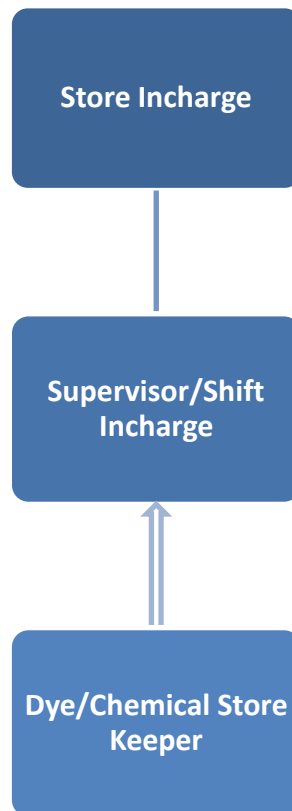 Store Incharge
Supervisor/Shift
Incharge
Dye/Chemical Store
Keeper